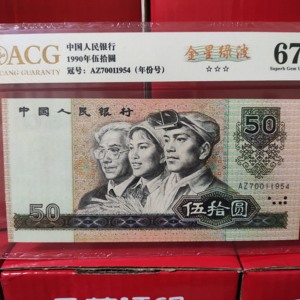 ACG
CANG GUARANTY
中国人民银行
1990年伍拾圆
冠号：AZ70011954（年份号）
金星绿波
☆☆☆
67
Superb Gem
中国人民银行
50
AZ70011954
50
伍拾圆